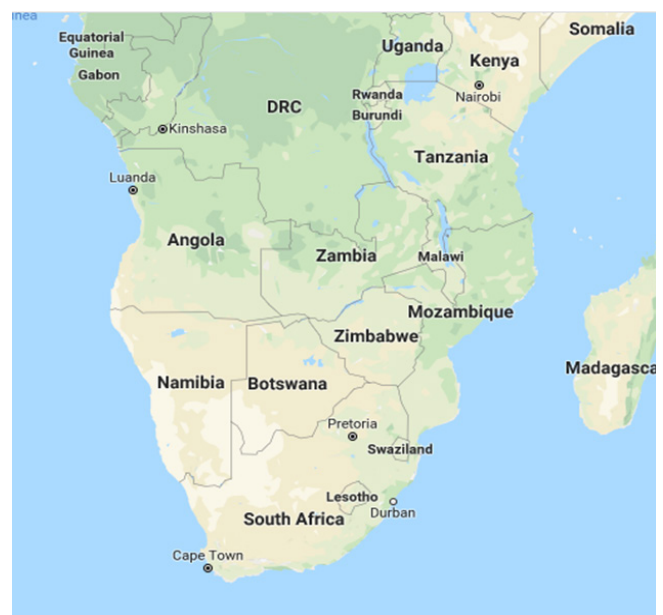 inea
Equatorial
Guinea
Gabon
Uganda
Kenya
Somalia
Nairobi
Rwanda
Burundi
DRC
Kinshasa
Tanzania
Luanda
Angola
Zambia
Malawi
Mozambique
Zimbabwe
Madagasca
Namibia
Botswana
Pretoria
Swaziland
Lesotho
Durban
South Africa
Cape Town